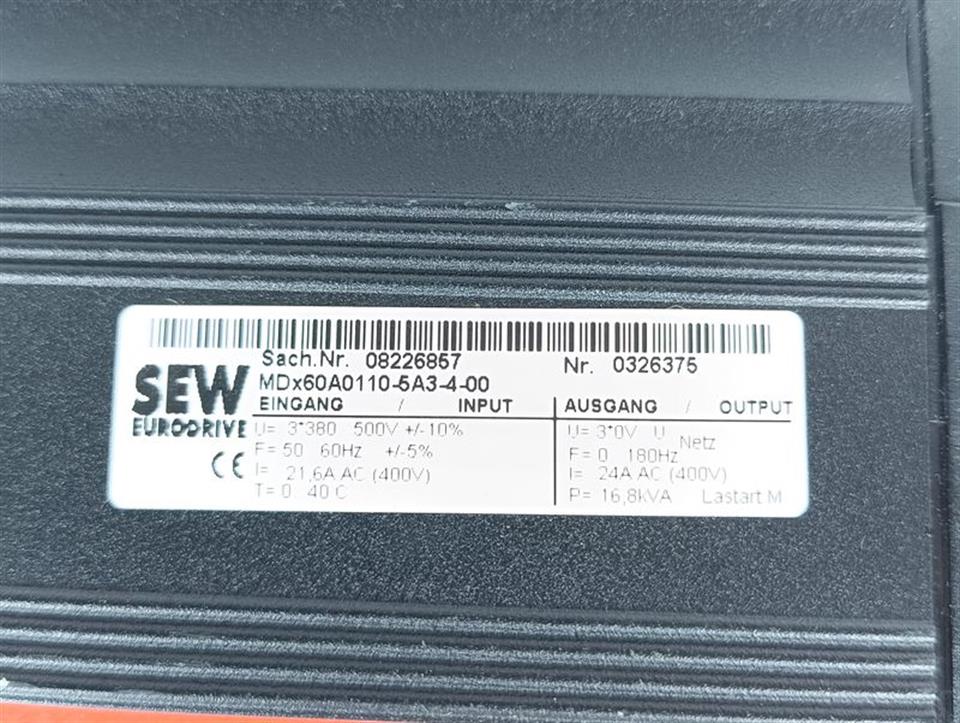 Sach.Nr. 08226857 Nr. 0326375
SEW
EURODRIVE
MDx60A0110-5A3-4-00
EINGANG / INPUT AUSGANG / OUTPUT
U= 3*380 500V +/-10% U= 3*0V U Netz
F= 50 60Hz +/-5% F= 0 180Hz
I= 21,6A AC (400V) I= 24A AC (400V)
T= 0 40 C P= 16,8kVA Lastart M
CE